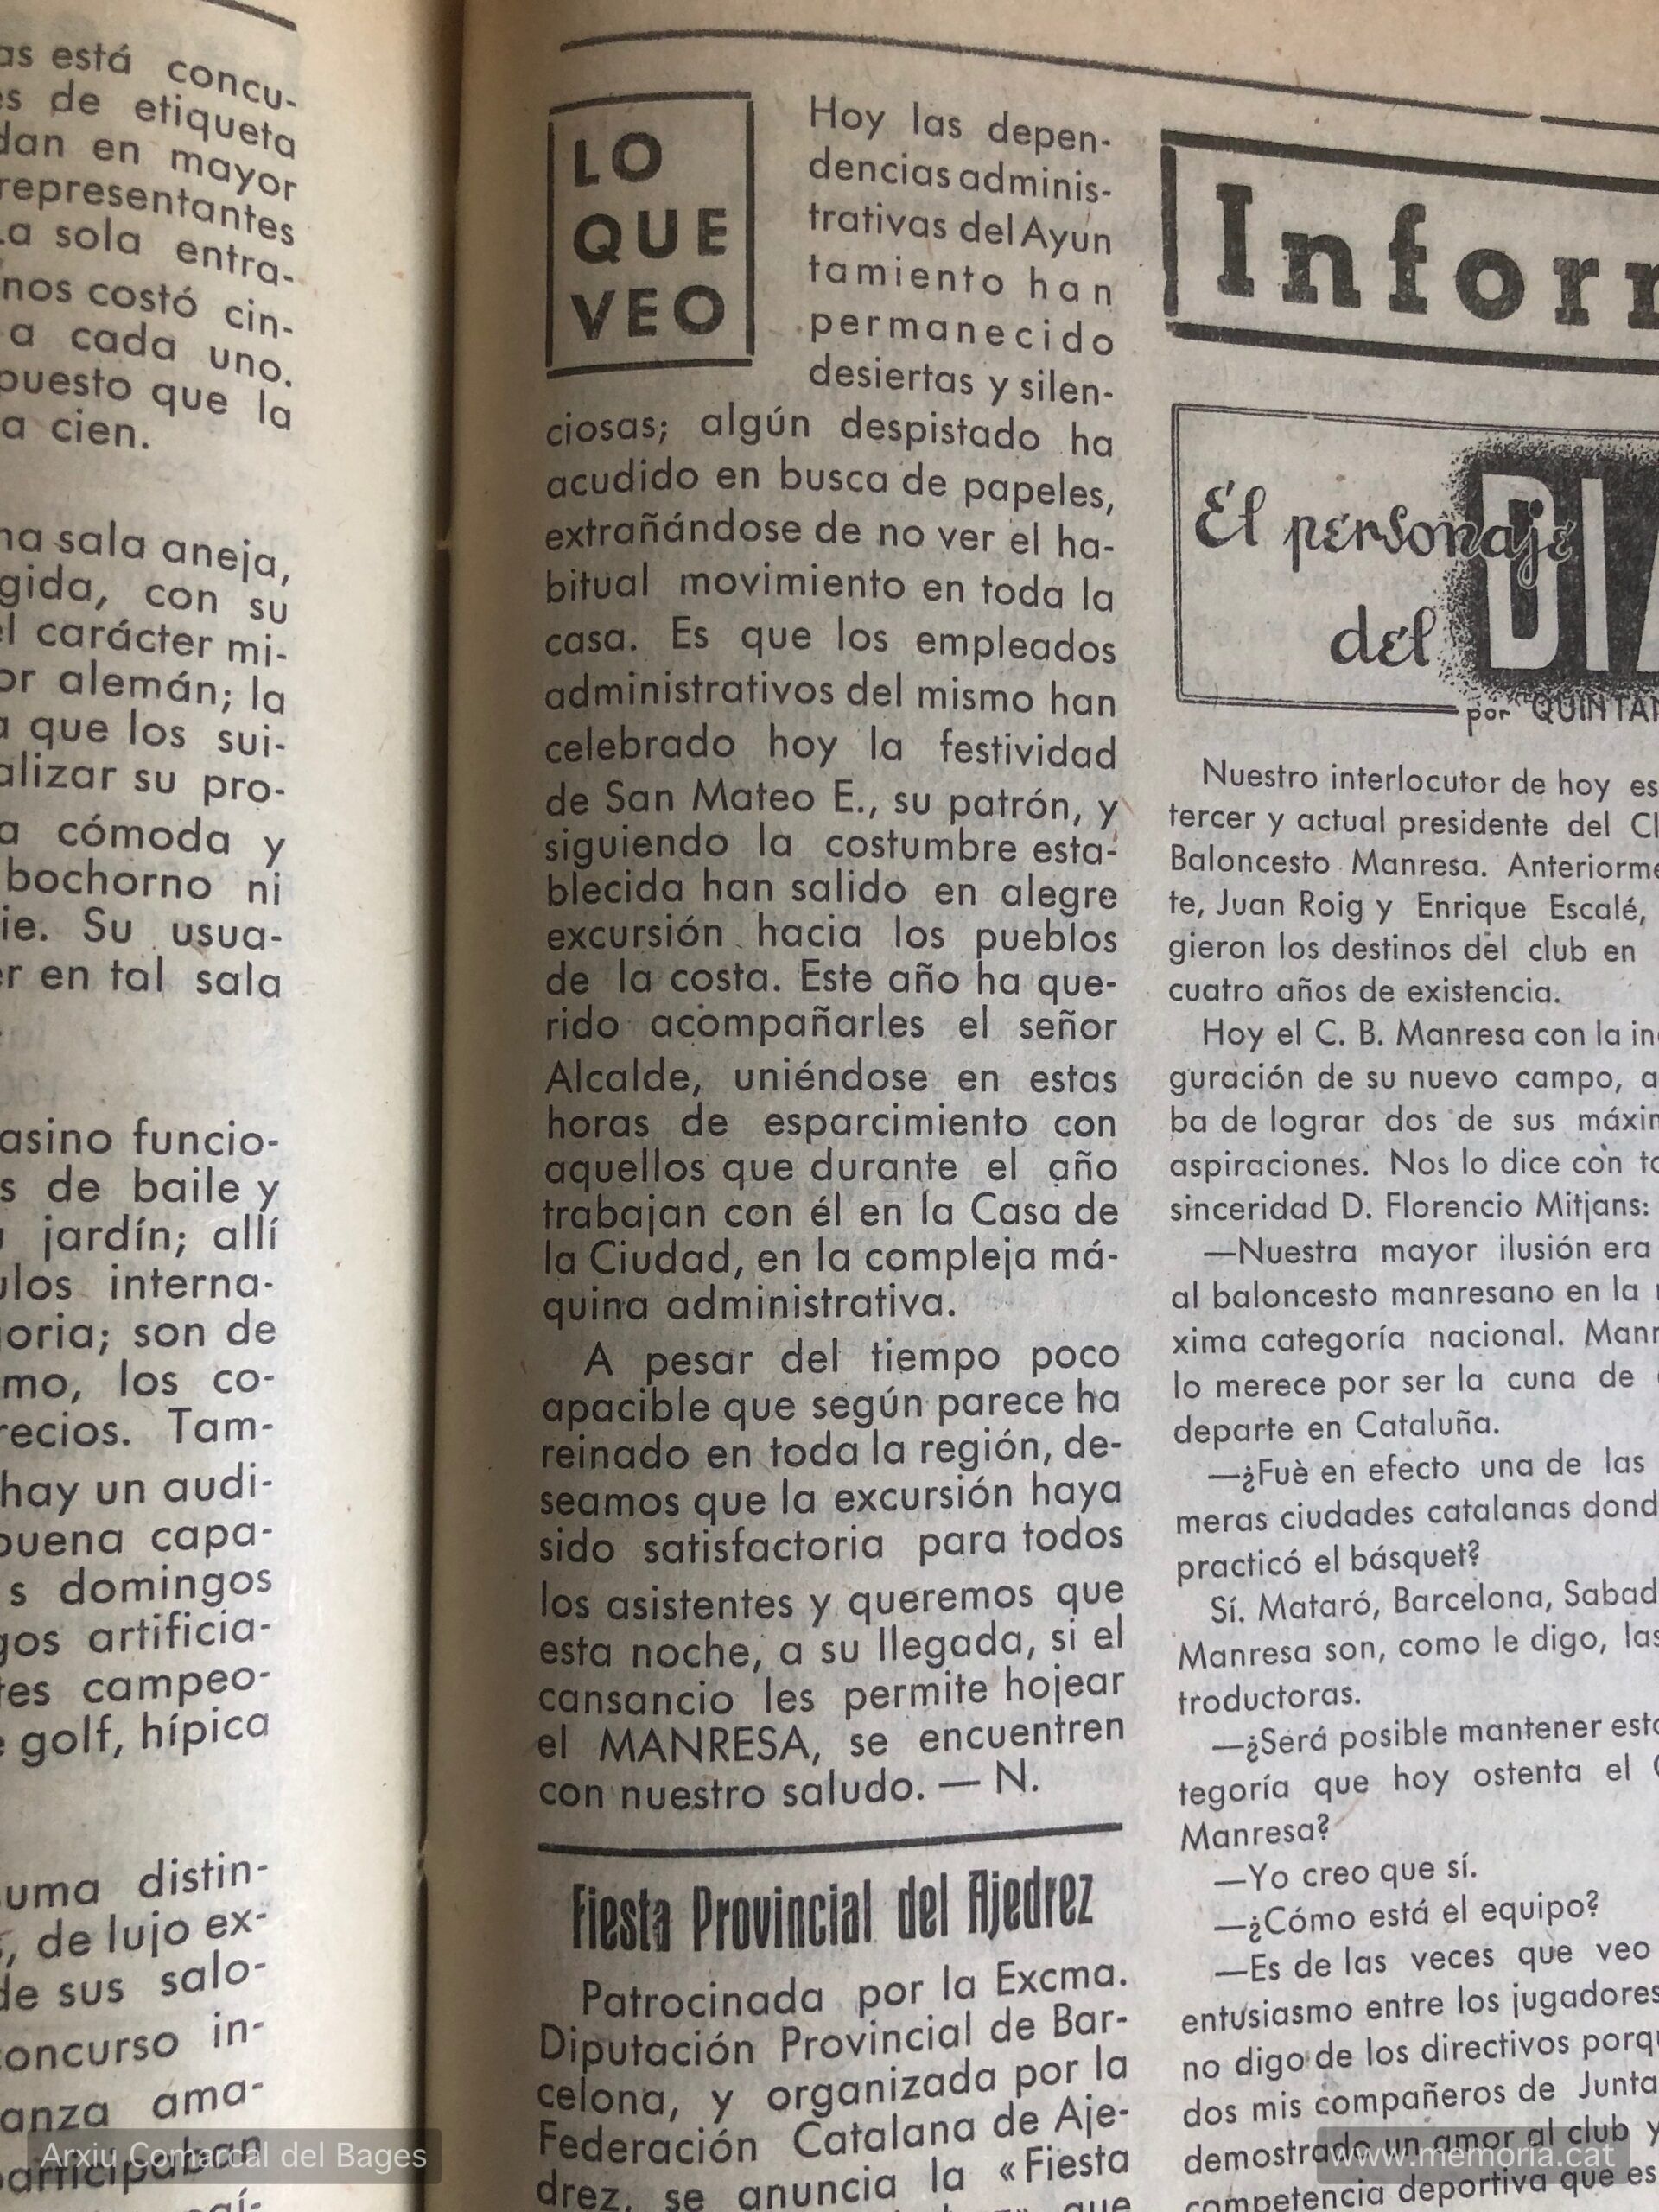 as está concu-
s de etiqueta
dan en mayor
representantes
La sola entra-
nos costó cin-
a cada uno.
puesto que la
a cien.
na sala aneja,
gida, con su
el carácter mi-
or alemán; la
a que los sui-
alizar su pro-
a cómoda y
bochorno ni
ie. Su usua-
er en tal sala
asino funcio-
s de baile y
jardín; allí
ulos interna-
goria; son de
mo, los co-
recios. Tam-
hay un audi-
buena capa-
s domingos
gos artificia-
tes campeo-
e golf, hípica
uma distin-
, de lujo ex-
de sus salo-
concurso in-
anza ama-
participaban
LO
QUE
VEO
Hoy las depen-
dencias adminis-
trativas del Ayun
tamiento han
permanecido
desiertas y silen-
ciosas; algún despistado ha
acudido en busca de papeles,
extrañándose de no ver el ha-
bitual movimiento en toda la
casa. Es que los empleados
administrativos del mismo han
celebrado hoy la festividad
de San Mateo E., su patrón, y
siguiendo la costumbre esta-
blecida han salido en alegre
excursión hacia los pueblos
de la costa. Este año ha que-
rido acompañarles el señor
Alcalde, uniéndose en estas
horas de esparcimiento con
aquellos que durante el año
trabajan con él en la Casa de
la Ciudad, en la compleja má-
quina administrativa.
A pesar del tiempo poco
apacible que según parece ha
reinado en toda la región, de-
seamos que la excursión haya
sido satisfactoria para todos
los asistentes y queremos que
esta noche, a su llegada, si el
cansancio les permite hojear
el MANRESA, se encuentren
con nuestro saludo. — N.
Fiesta Provincial del Ajedrez
Patrocinada por la Excma.
Diputación Provincial de Bar-
celona, y organizada por la
Federación Catalana de Aje-
drez, se anuncia la «Fiesta
Inforr
El personaje
del DIA
por QUINTAN
Nuestro interlocutor de hoy es
tercer y actual presidente del Cl
Baloncesto Manresa. Anteriorme
te, Juan Roig y Enrique Escalé,
gieron los destinos del club en
cuatro años de existencia.
Hoy el C. B. Manresa con la in
guración de su nuevo campo, a
ba de lograr dos de sus máxim
aspiraciones. Nos lo dice con to
sinceridad D. Florencio Mitjans:
—Nuestra mayor ilusión era
al baloncesto manresano en la
xima categoría nacional. Manr
lo merece por ser la cuna de
departe en Cataluña.
—¿Fuè en efecto una de las
meras ciudades catalanas dond
practicó el básquet?
Sí. Mataró, Barcelona, Sabad
Manresa son, como le digo, las
troductoras.
—¿Será posible mantener esta
tegoría que hoy ostenta el C
Manresa?
—Yo creo que sí.
—¿Cómo está el equipo?
—Es de las veces que veo
entusiasmo entre los jugadores
no digo de los directivos porqu
dos mis compañeros de Junta
demostrado un amor al club y
competencia deportiva que es
Arxiu Comarcal del Bages
www.memoria.cat